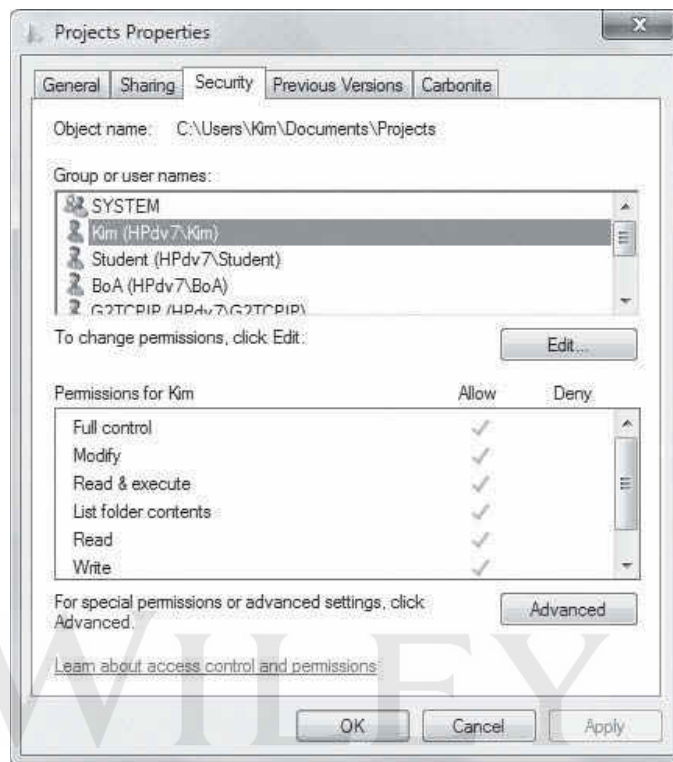 Projects Properties
X
General Sharing Security Previous Versions Carbonite
Object name: C:\Users\Kim\Documents\Projects
Group or user names:
SYSTEM
Kim (HPdv7\Kim)
Student (HPdv7\Student)
BoA (HPdv7\BoA)
G2TCPIP (HPdv7\G2TCPIP)
To change permissions, click Edit.
Edit...
Permissions for Kim Allow Deny
Full control
Modify
Read & execute
List folder contents
Read
Write
For special permissions or advanced settings, click
Advanced.
Advanced
Learn about access control and permissions
WILEY
OK Cancel Apply